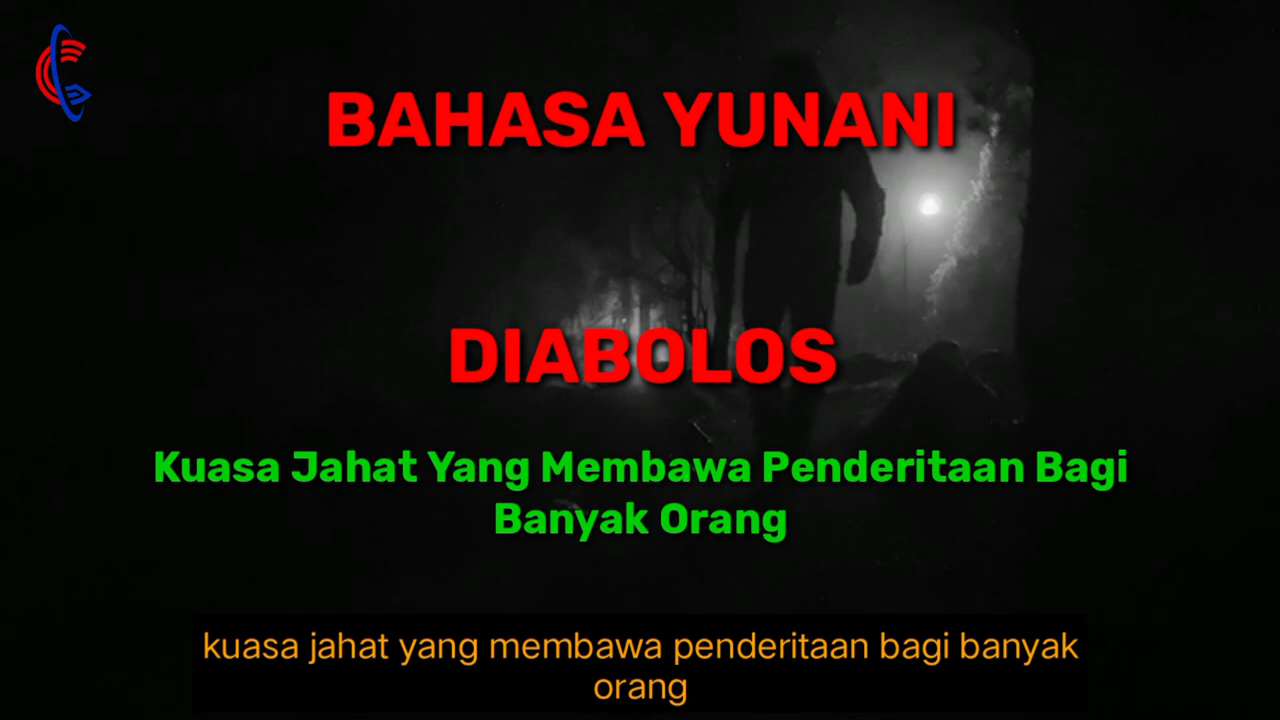 BAHASA YUNANI
DIABOLOS
Kuasa Jahat Yang Membawa Penderitaan Bagi
Banyak Orang
kuasa jahat yang membawa penderitaan bagi banyak
orang